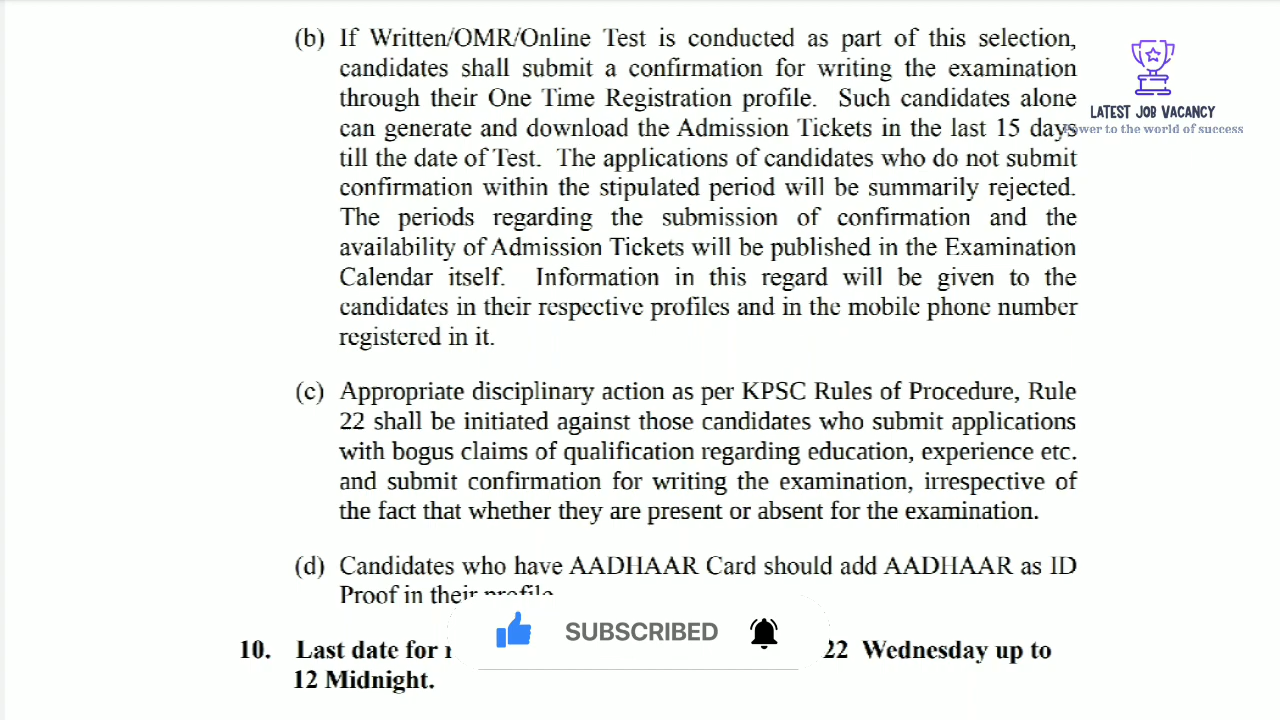 (b) If Written/OMR/Online Test is conducted as part of this selection,
candidates shall submit a confirmation for writing the examination
through their One Time Registration profile. Such candidates alone
can generate and download the Admission Tickets in the last 15 days
till the date of Test. The applications of candidates who do not submit
confirmation within the stipulated period will be summarily rejected.
The periods regarding the submission of confirmation and the
availability of Admission Tickets will be published in the Examination
Calendar itself. Information in this regard will be given to the
candidates in their respective profiles and in the mobile phone number
registered in it.
(c) Appropriate disciplinary action as per KPSC Rules of Procedure, Rule
22 shall be initiated against those candidates who submit applications
with bogus claims of qualification regarding education, experience etc.
and submit confirmation for writing the examination, irrespective of
the fact that whether they are present or absent for the examination.
(d) Candidates who have AADHAAR Card should add AADHAAR as ID
Proof in their profile
10. Last date for 22 Wednesday up to
12 Midnight.
LATEST JOB VACANCY
Power to the world of success
SUBSCRIBED